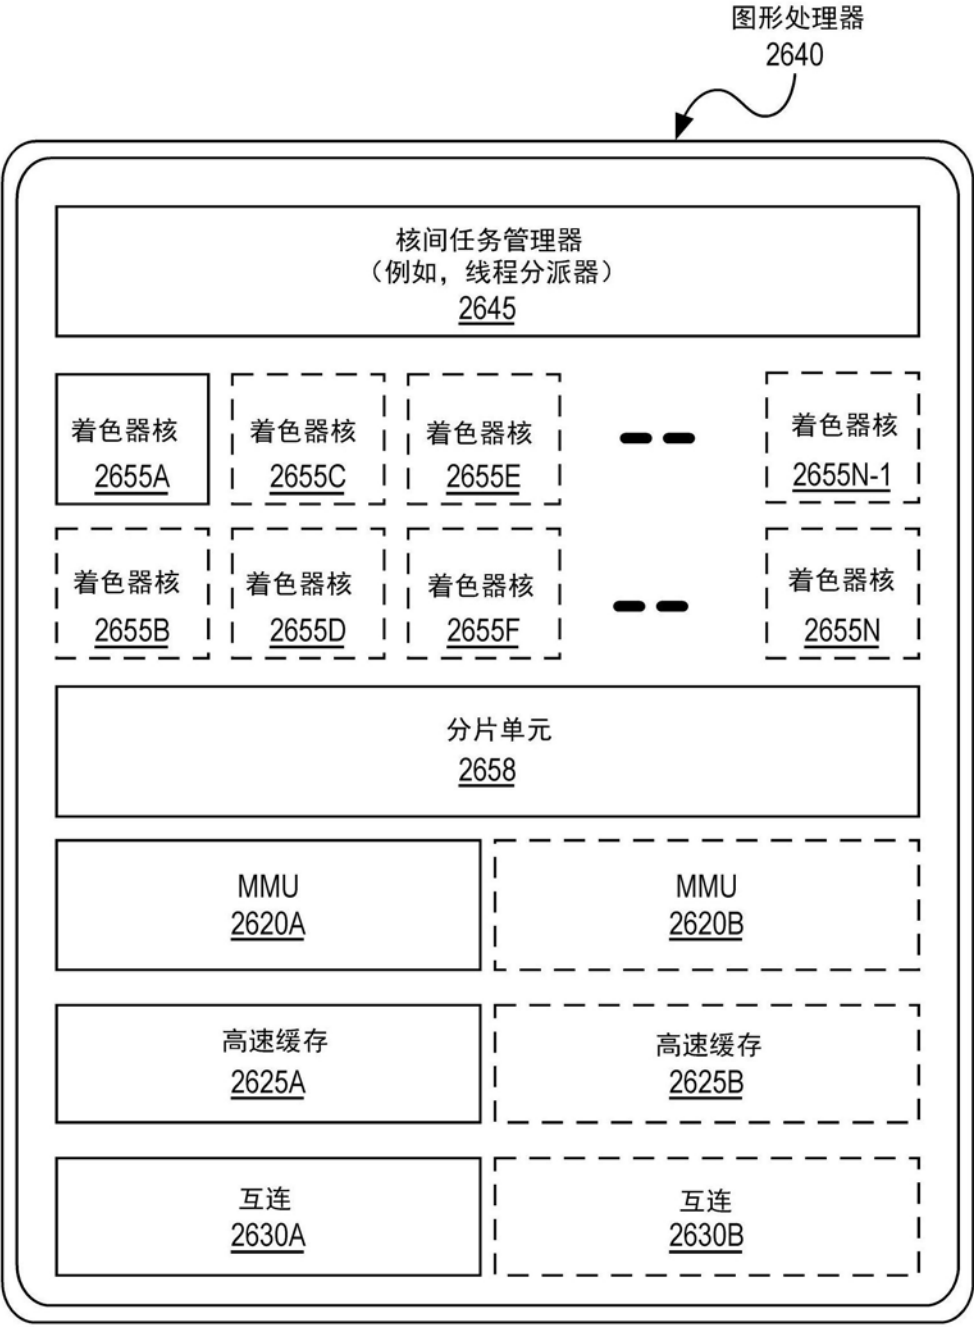 图形处理器
2640
核间任务管理器
（例如，线程分派器）
2645
着色器核
2655A
着色器核
2655C
着色器核
2655E
着色器核
2655N-1
着色器核
2655B
着色器核
2655D
着色器核
2655F
着色器核
2655N
分片单元
2658
MMU
2620A
MMU
2620B
高速缓存
2625A
高速缓存
2625B
互连
2630A
互连
2630B